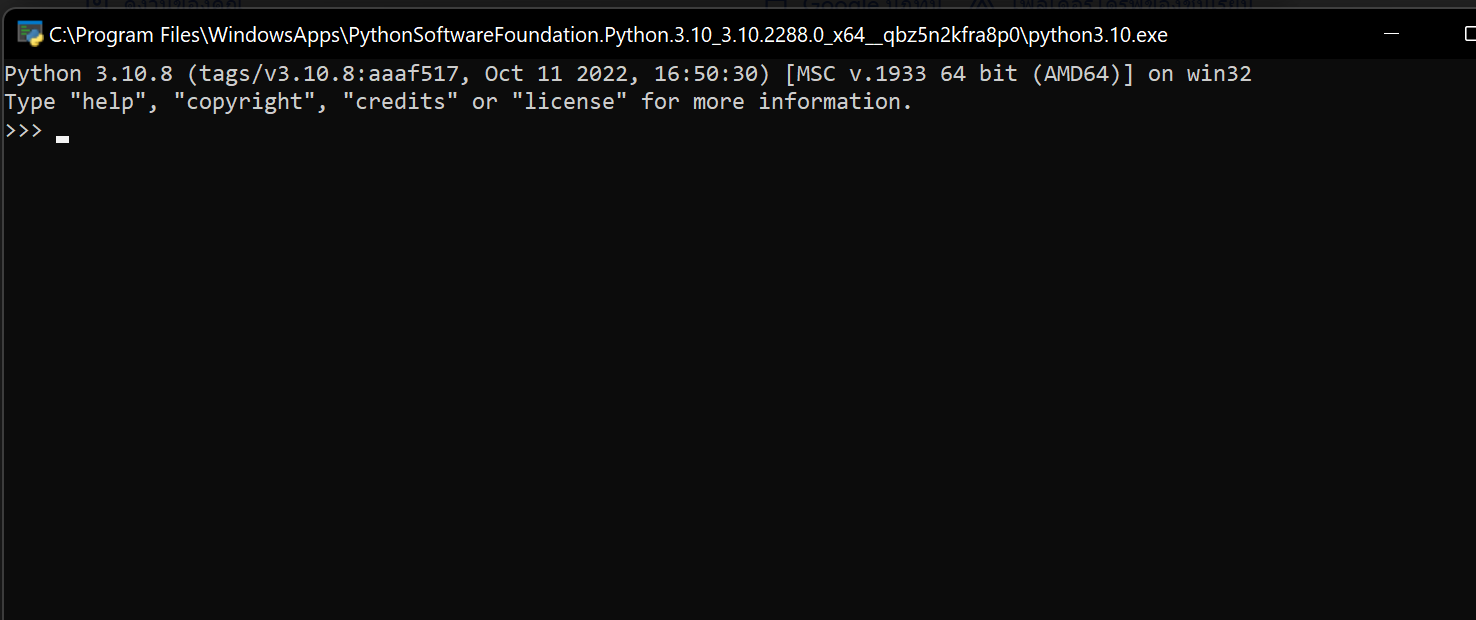 C:\Program Files\WindowsApps\PythonSoftwareFoundation.Python.3.10_3.10.2288.0_x64__qbz5n2kfra8p0\python3.10.exe
Python 3.10.8 (tags/v3.10.8:aaaf517, Oct 11 2022, 16:50:30) [MSC v.1933 64 bit (AMD64)] on win32
Type "help", "copyright", "credits" or "license" for more information.
>>>